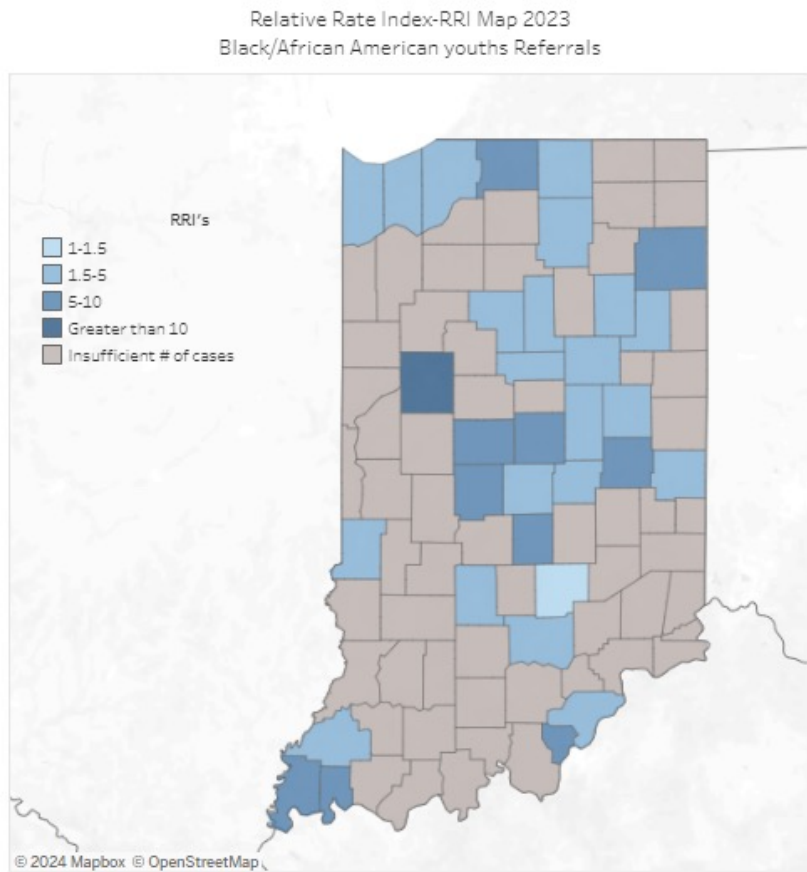 Relative Rate Index-RRI Map 2023
Black/African American youths Referrals
RRI's
1-1.5
1.5-5
5-10
Greater than 10
Insufficient # of cases
© 2024 Mapbox © OpenStreetMap